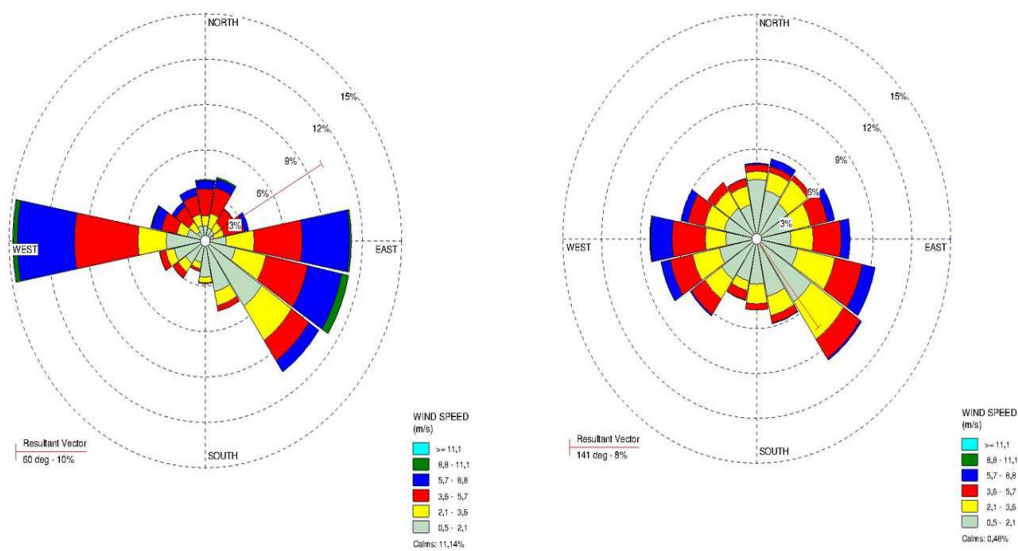 NORTH
15%
12%
9%
6%
3%
WEST
EAST
SOUTH
Resultant Vector
60 deg - 10%
WIND SPEED
(m/s)
>= 11,1
8,8 - 11,1
5,7 - 8,8
3,6 - 5,7
2,1 - 3,6
0,5 - 2,1
Calms: 11,14%
NORTH
15%
12%
9%
6%
3%
WEST
EAST
SOUTH
Resultant Vector
141 deg - 8%
WIND SPEED
(m/s)
>= 11,1
8,8 - 11,1
5,7 - 8,8
3,6 - 5,7
2,1 - 3,6
0,5 - 2,1
Calms: 0,48%